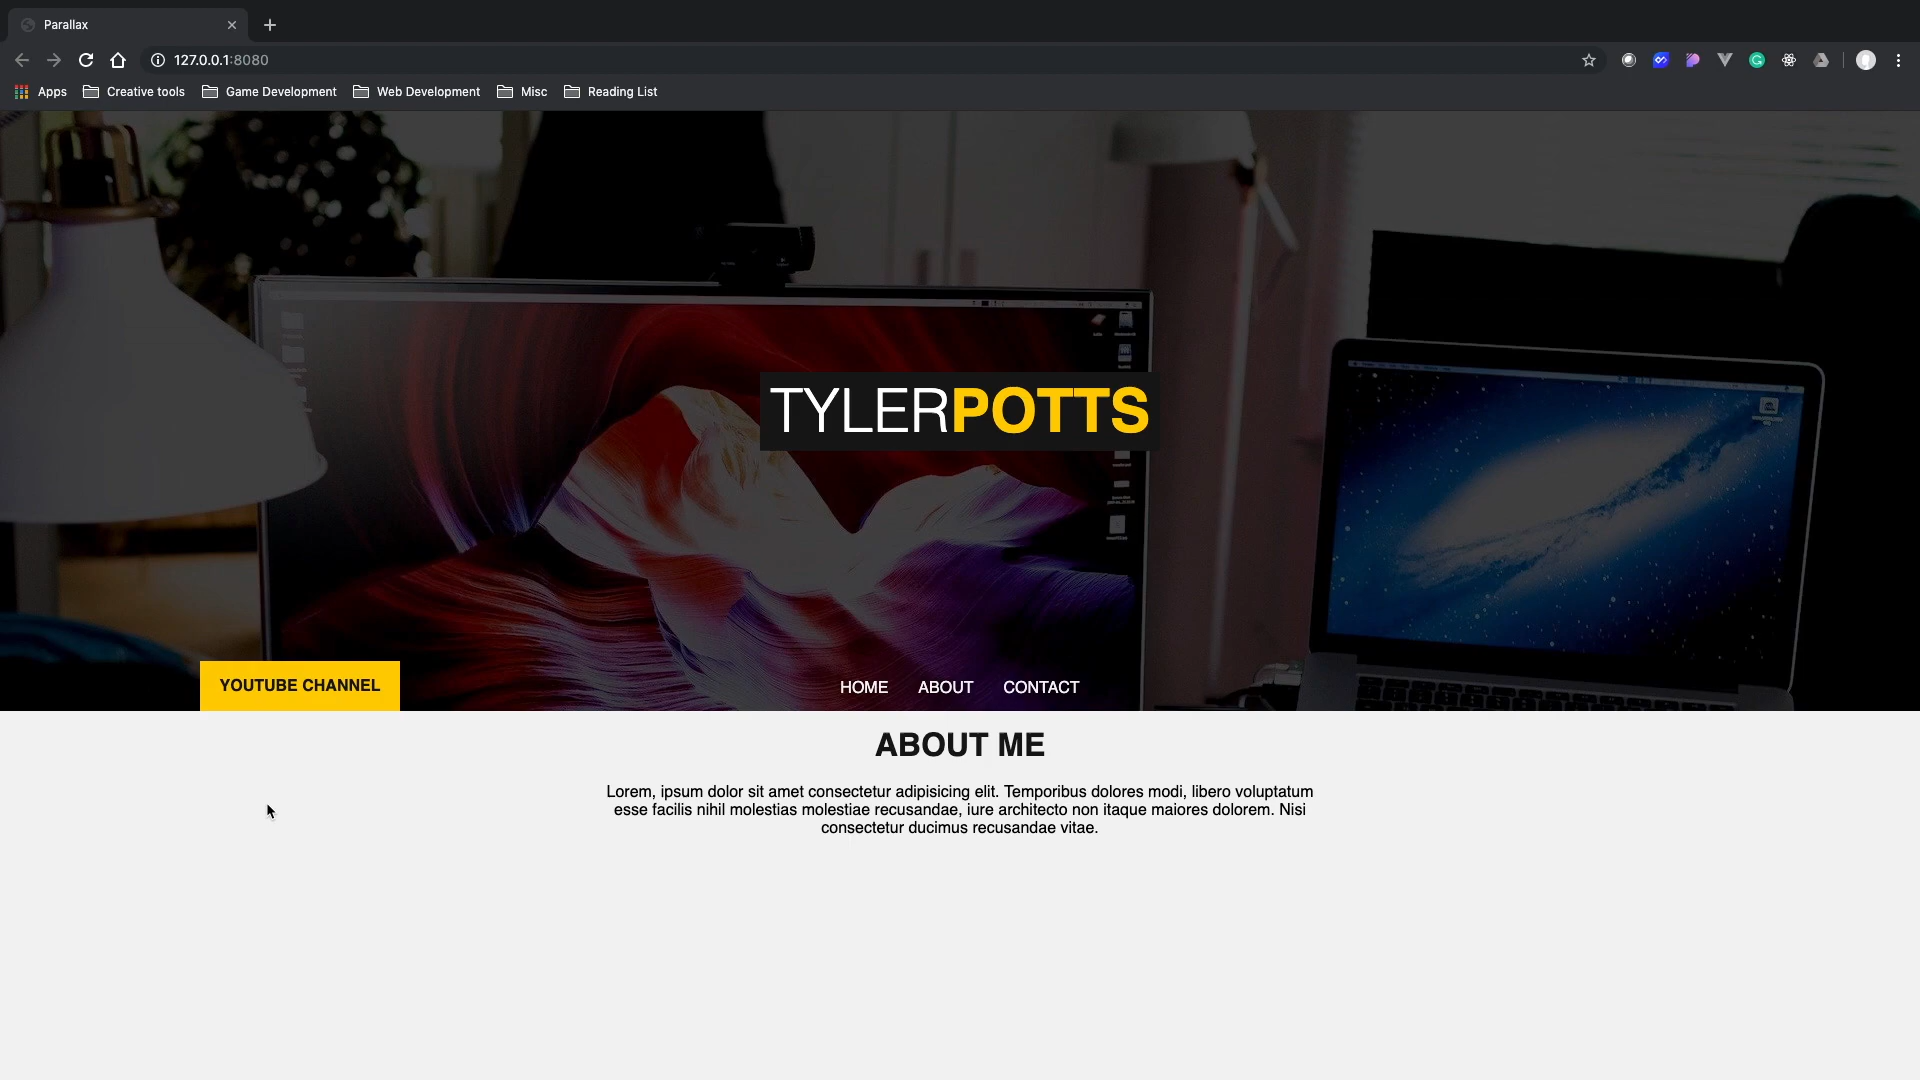 Parallax
127.0.0.1:8080
Apps Creative tools Game Development Web Development Misc Reading List
TYLERPOTTS
YOUTUBE CHANNEL
HOME ABOUT CONTACT
ABOUT ME
Lorem, ipsum dolor sit amet consectetur adipisicing elit. Temporibus dolores modi, libero voluptatum
esse facilis nihil molestias molestiae recusandae, iure architecto non itaque maiores dolorem. Nisi
consectetur ducimus recusandae vitae.